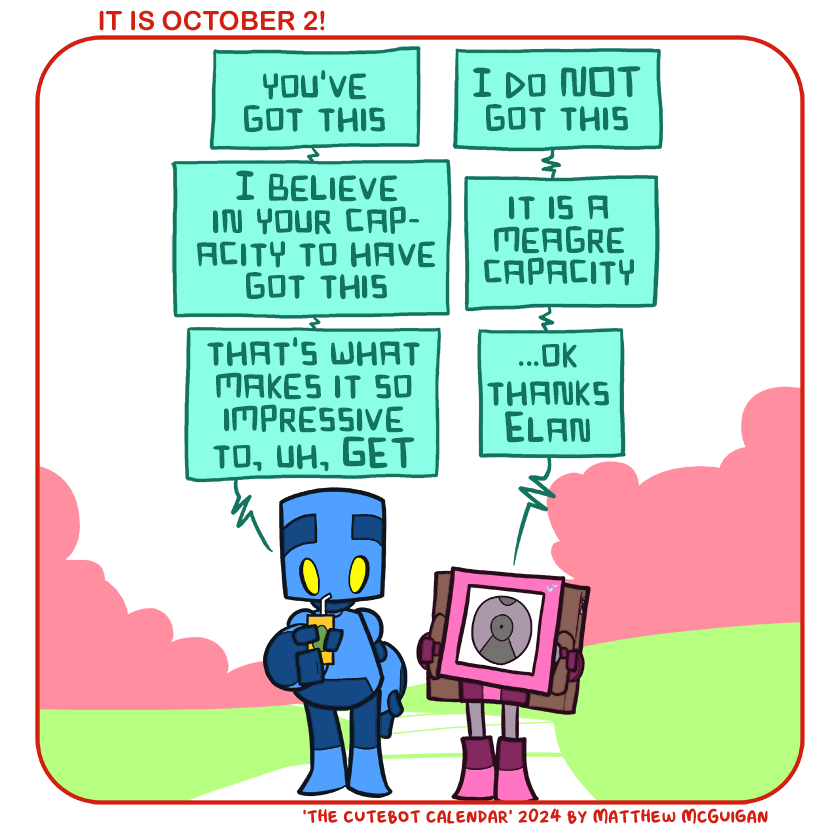 IT IS OCTOBER 2!
YOU'VE
GOT THIS
I DO NOT
GOT THIS
I BELIEVE
IN YOUR CAP-
ACITY TO HAVE
GOT THIS
IT IS A
MEAGRE
CAPACITY
THAT'S WHAT
MAKES IT SO
IMPRESSIVE
TO, UH, GET
...OK
THANKS
ELAN
'THE CUTEBOT CALENDAR' 2024 BY MATTHEW MCGUIGAN